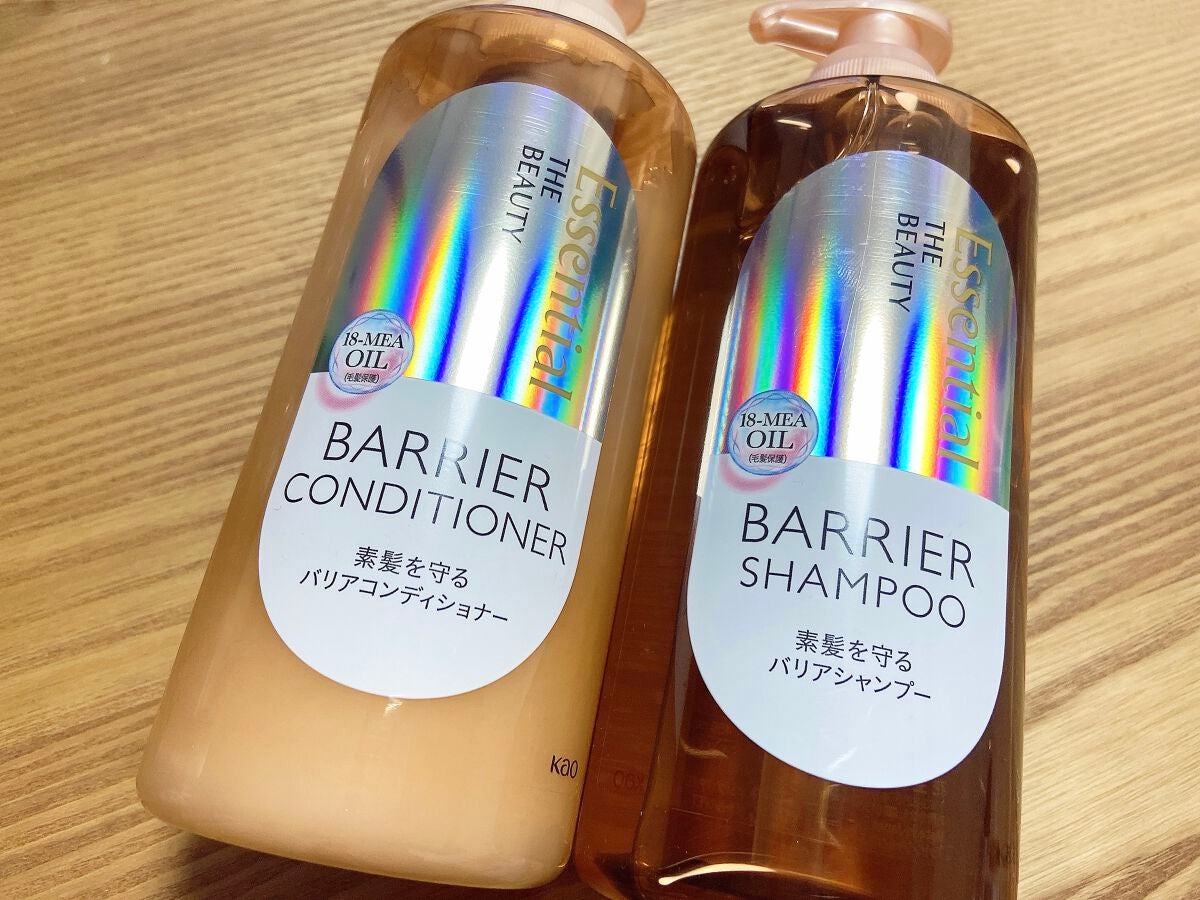 Essential
THE
BEAUTY
18-MEA
OIL
(毛髪保護)
BARRIER
CONDITIONER
素髪を守る
バリアコンディショナー
Kao
Essential
THE
BEAUTY
18-MEA
OIL
(毛髪保護)
BARRIER
SHAMPOO
素髪を守る
バリアシャンプー